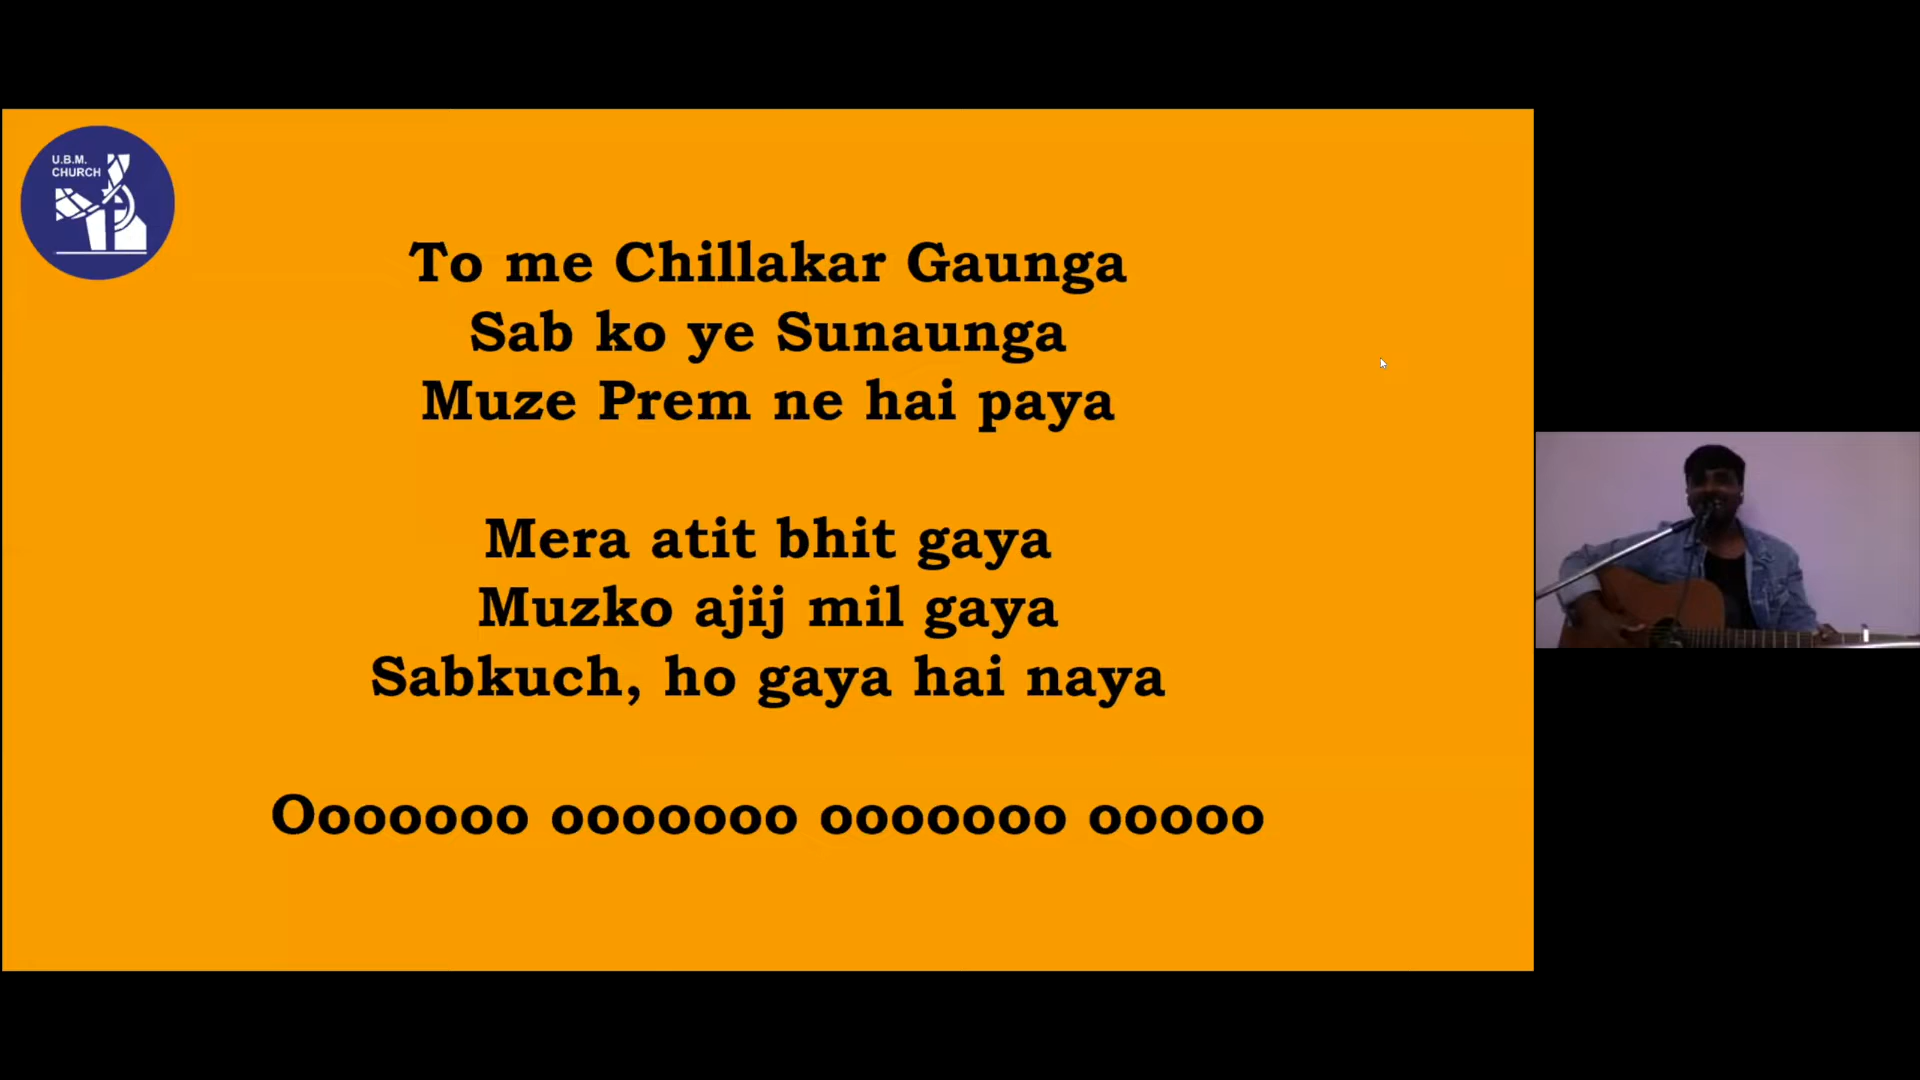 U.B.M.
CHURCH
To me Chillakar Gaunga
Sab ko ye Sunaunga
Muze Prem ne hai paya
Mera atit bhit gaya
Muzko ajij mil gaya
Sabkuch, ho gaya hai naya
Ooooooo ooooooo ooooooo ooooo